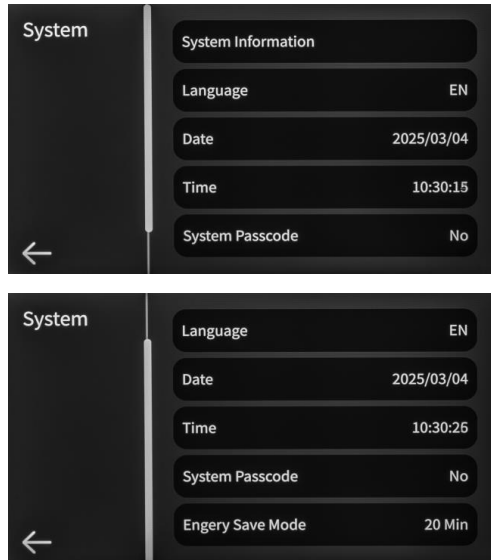 System
System Information
Language EN
Date 2025/03/04
Time 10:30:15
System Passcode No
System
Language EN
Date 2025/03/04
Time 10:30:26
System Passcode No
Engery Save Mode 20 Min